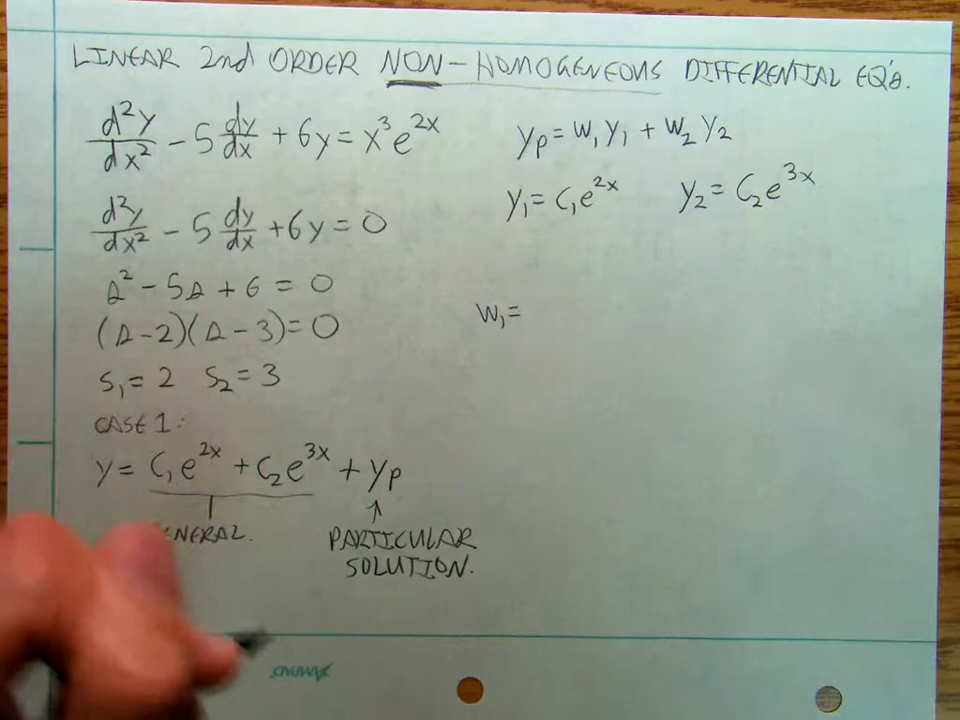 LINEAR 2nd ORDER NON-HOMOGENEOUS DIFFERENTIAL EQ'S.
d²y/dx² - 5 dy/dx + 6y = x³e^2x
d²y/dx² - 5 dy/dx + 6y = 0
s² - 5s + 6 = 0
(s-2)(s-3) = 0
S₁ = 2 S₂ = 3
CASE 1:
y = C₁e^2x + C₂e^3x + yp
ENERAL.
PARTICULAR
SOLUTION.
yp = w₁y₁ + w₂y₂
y₁ = C₁e^2x y₂ = C₂e^3x
w₁ =